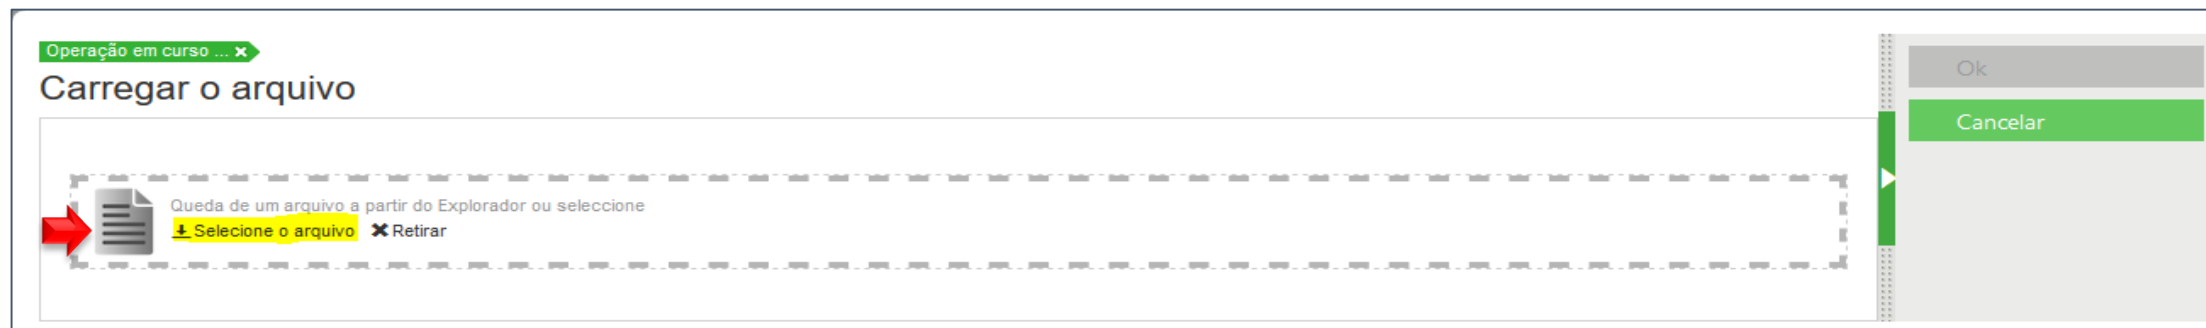 Operação em curso ... ×
Carregar o arquivo
Queda de um arquivo a partir do Explorador ou seleccione
Selecione o arquivo ✖ Retirar
Ok
Cancelar